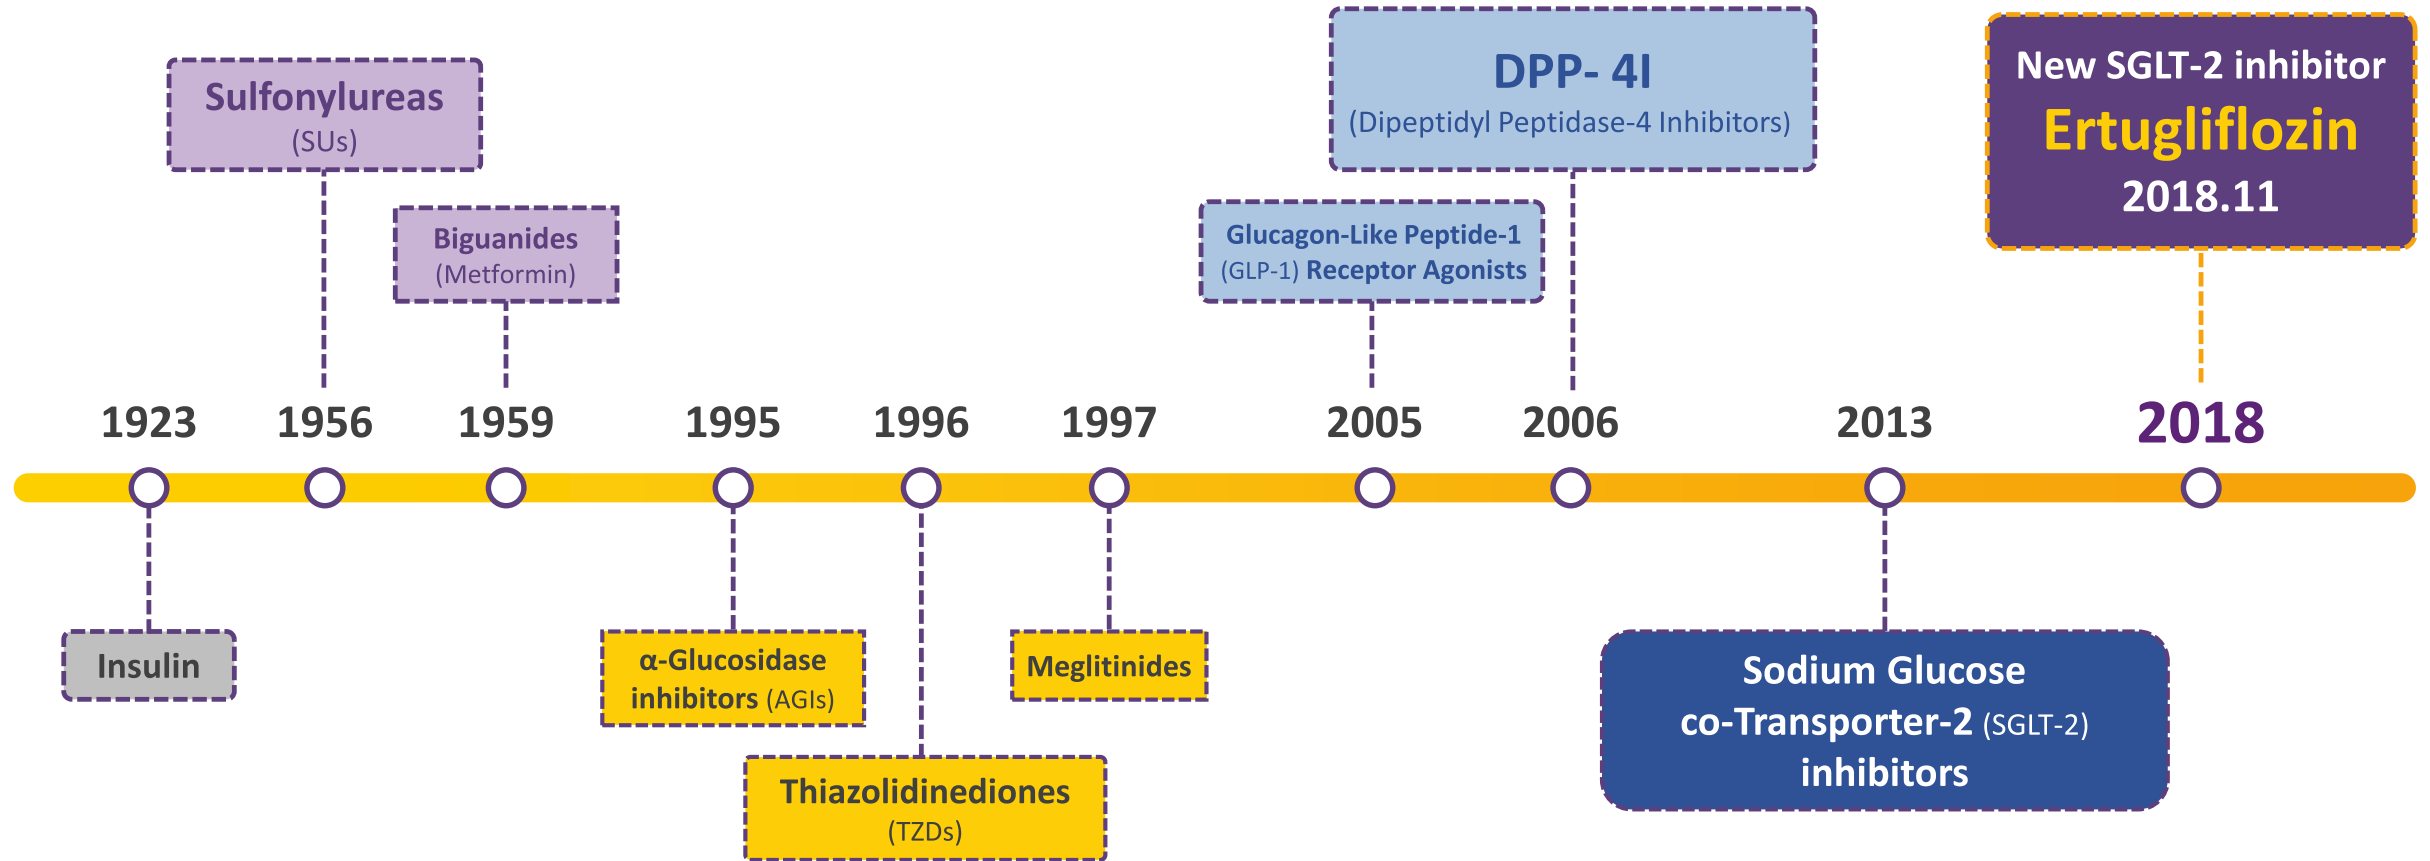 Sulfonylureas
(SUs)
Biguanides
(Metformin)
DPP- 4I
(Dipeptidyl Peptidase-4 Inhibitors)
Glucagon-Like Peptide-1
(GLP-1) Receptor Agonists
New SGLT-2 inhibitor
Ertugliflozin
2018.11
1923 1956 1959 1995 1996 1997 2005 2006 2013 2018
Insulin
α-Glucosidase
inhibitors (AGIs)
Thiazolidinediones
(TZDs)
Meglitinides
Sodium Glucose
co-Transporter-2 (SGLT-2)
inhibitors